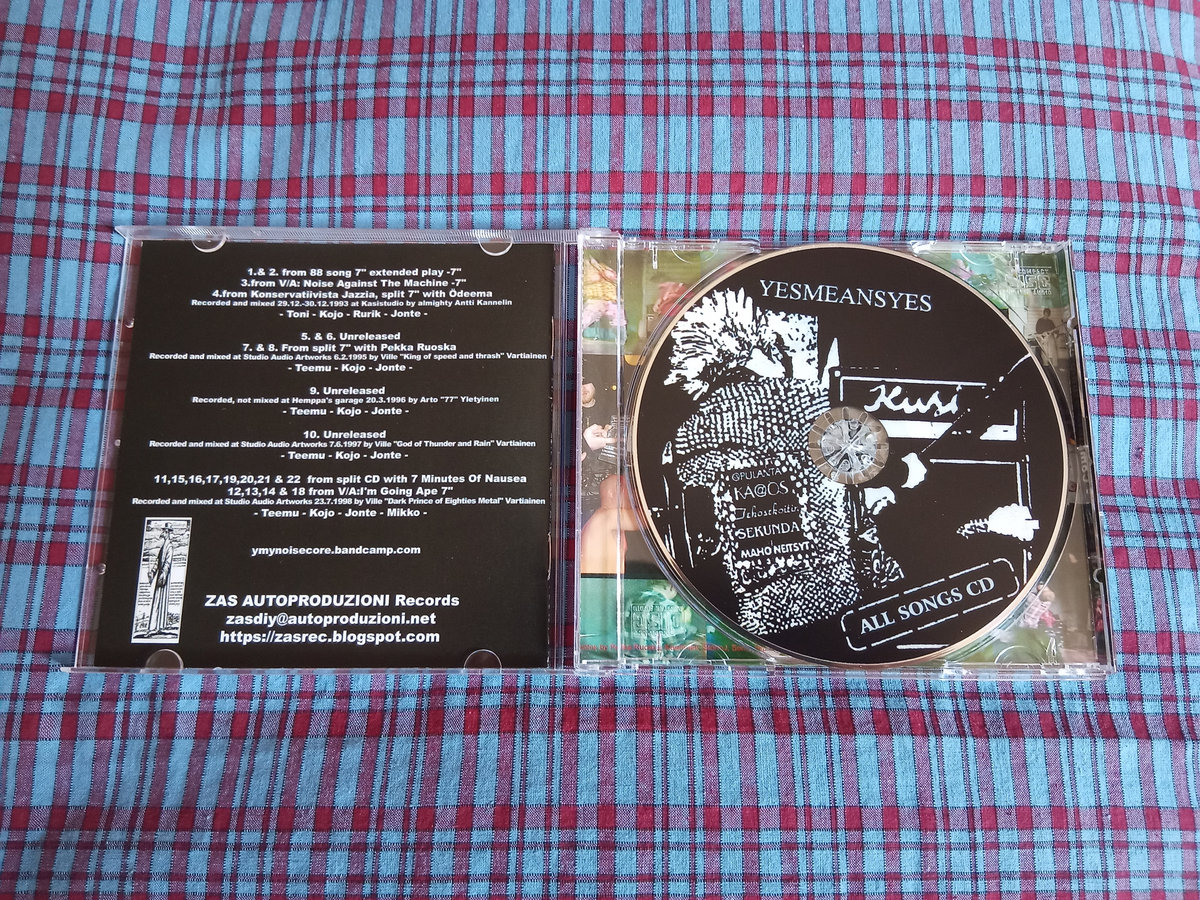 1.& 2. from 88 song 7" extended play -7"
3.from V/A: Noise Against The Machine -7"
4.from Konservatiivista Jazzia, split 7" with Ödeema
Recorded and mixed 29.12.-30.12.1993 at Kasistudio by almighty Antti Kannelin
- Toni - Kojo - Rurik - Jonte -
5. & 6. Unreleased
7. & 8. From split 7" with Pekka Ruoska
Recorded and mixed at Studio Audio Artworks 6.2.1995 by Ville "King of speed and thrash" Vartiainen
- Teemu - Kojo - Jonte -
9. Unreleased
Recorded, not mixed at Hemppa's garage 20.3.1996 by Arto "77" Yletyinen
- Teemu - Kojo - Jonte -
10. Unreleased
Recorded and mixed at Studio Audio Artworks 7.6.1997 by Ville "God of Thunder and Rain" Vartiainen
- Teemu - Kojo - Jonte -
11,15,16,17,19,20,21 & 22 from split CD with 7 Minutes Of Nausea
12,13,14 & 18 from V/A:I'm Going Ape 7"
Recorded and mixed at Studio Audio Artworks 23.7.1998 by Ville "Dark Prince of Eighties Metal" Vartiainen
- Teemu - Kojo - Jonte - Mikko -
ymynoisecore.bandcamp.com
ZAS AUTOPRODUZIONI Records
zasdiy@autoproduzioni.net
https://zasrec.blogspot.com
YESMEANSYES
Kusi
APULANTA
KA@OS
SEKUNDA
MAHO NEITSYT
ALL SONGS CD
COMPACT